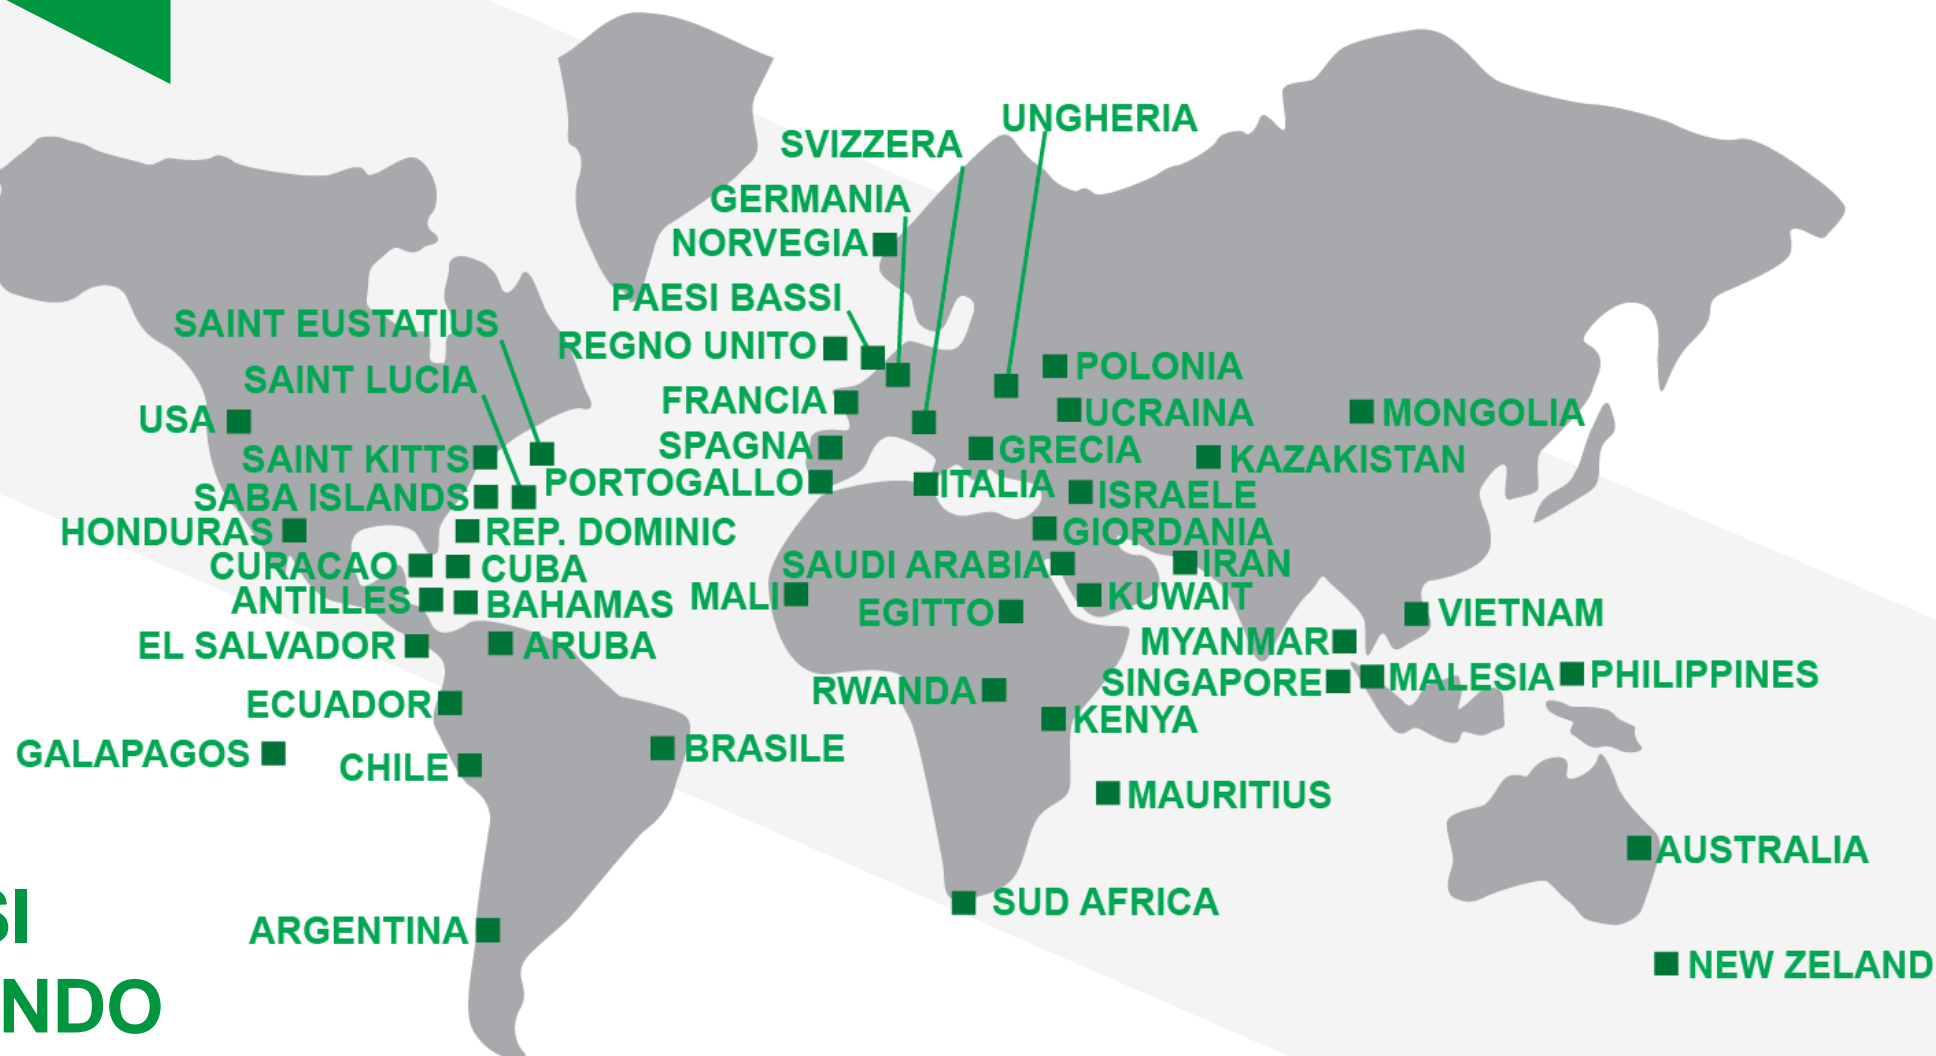 UNGHERIA
SVIZZERA
GERMANIA
NORVEGIA
PAESI BASSI
SAINT EUSTATIUS
REGNO UNITO
POLONIA
SAINT LUCIA
FRANCIA
UCRAINA
MONGOLIA
USA
SPAGNA
GRECIA
SAINT KITTS
KAZAKISTAN
PORTOGALLO
ITALIA
SABA ISLANDS
ISRAELE
HONDURAS
REP. DOMINIC
GIORDANIA
CURACAO
CUBA
SAUDI ARABIA
IRAN
ANTILLES
BAHAMAS
MALI
KUWAIT
EGITTO
VIETNAM
EL SALVADOR
ARUBA
MYANMAR
SINGAPORE
MALESIA
PHILIPPINES
RWANDA
ECUADOR
KENYA
GALAPAGOS
CHILE
BRASILE
MAURITIUS
AUSTRALIA
SUD AFRICA
SI
ARGENTINA
NEW ZELAND
NDO